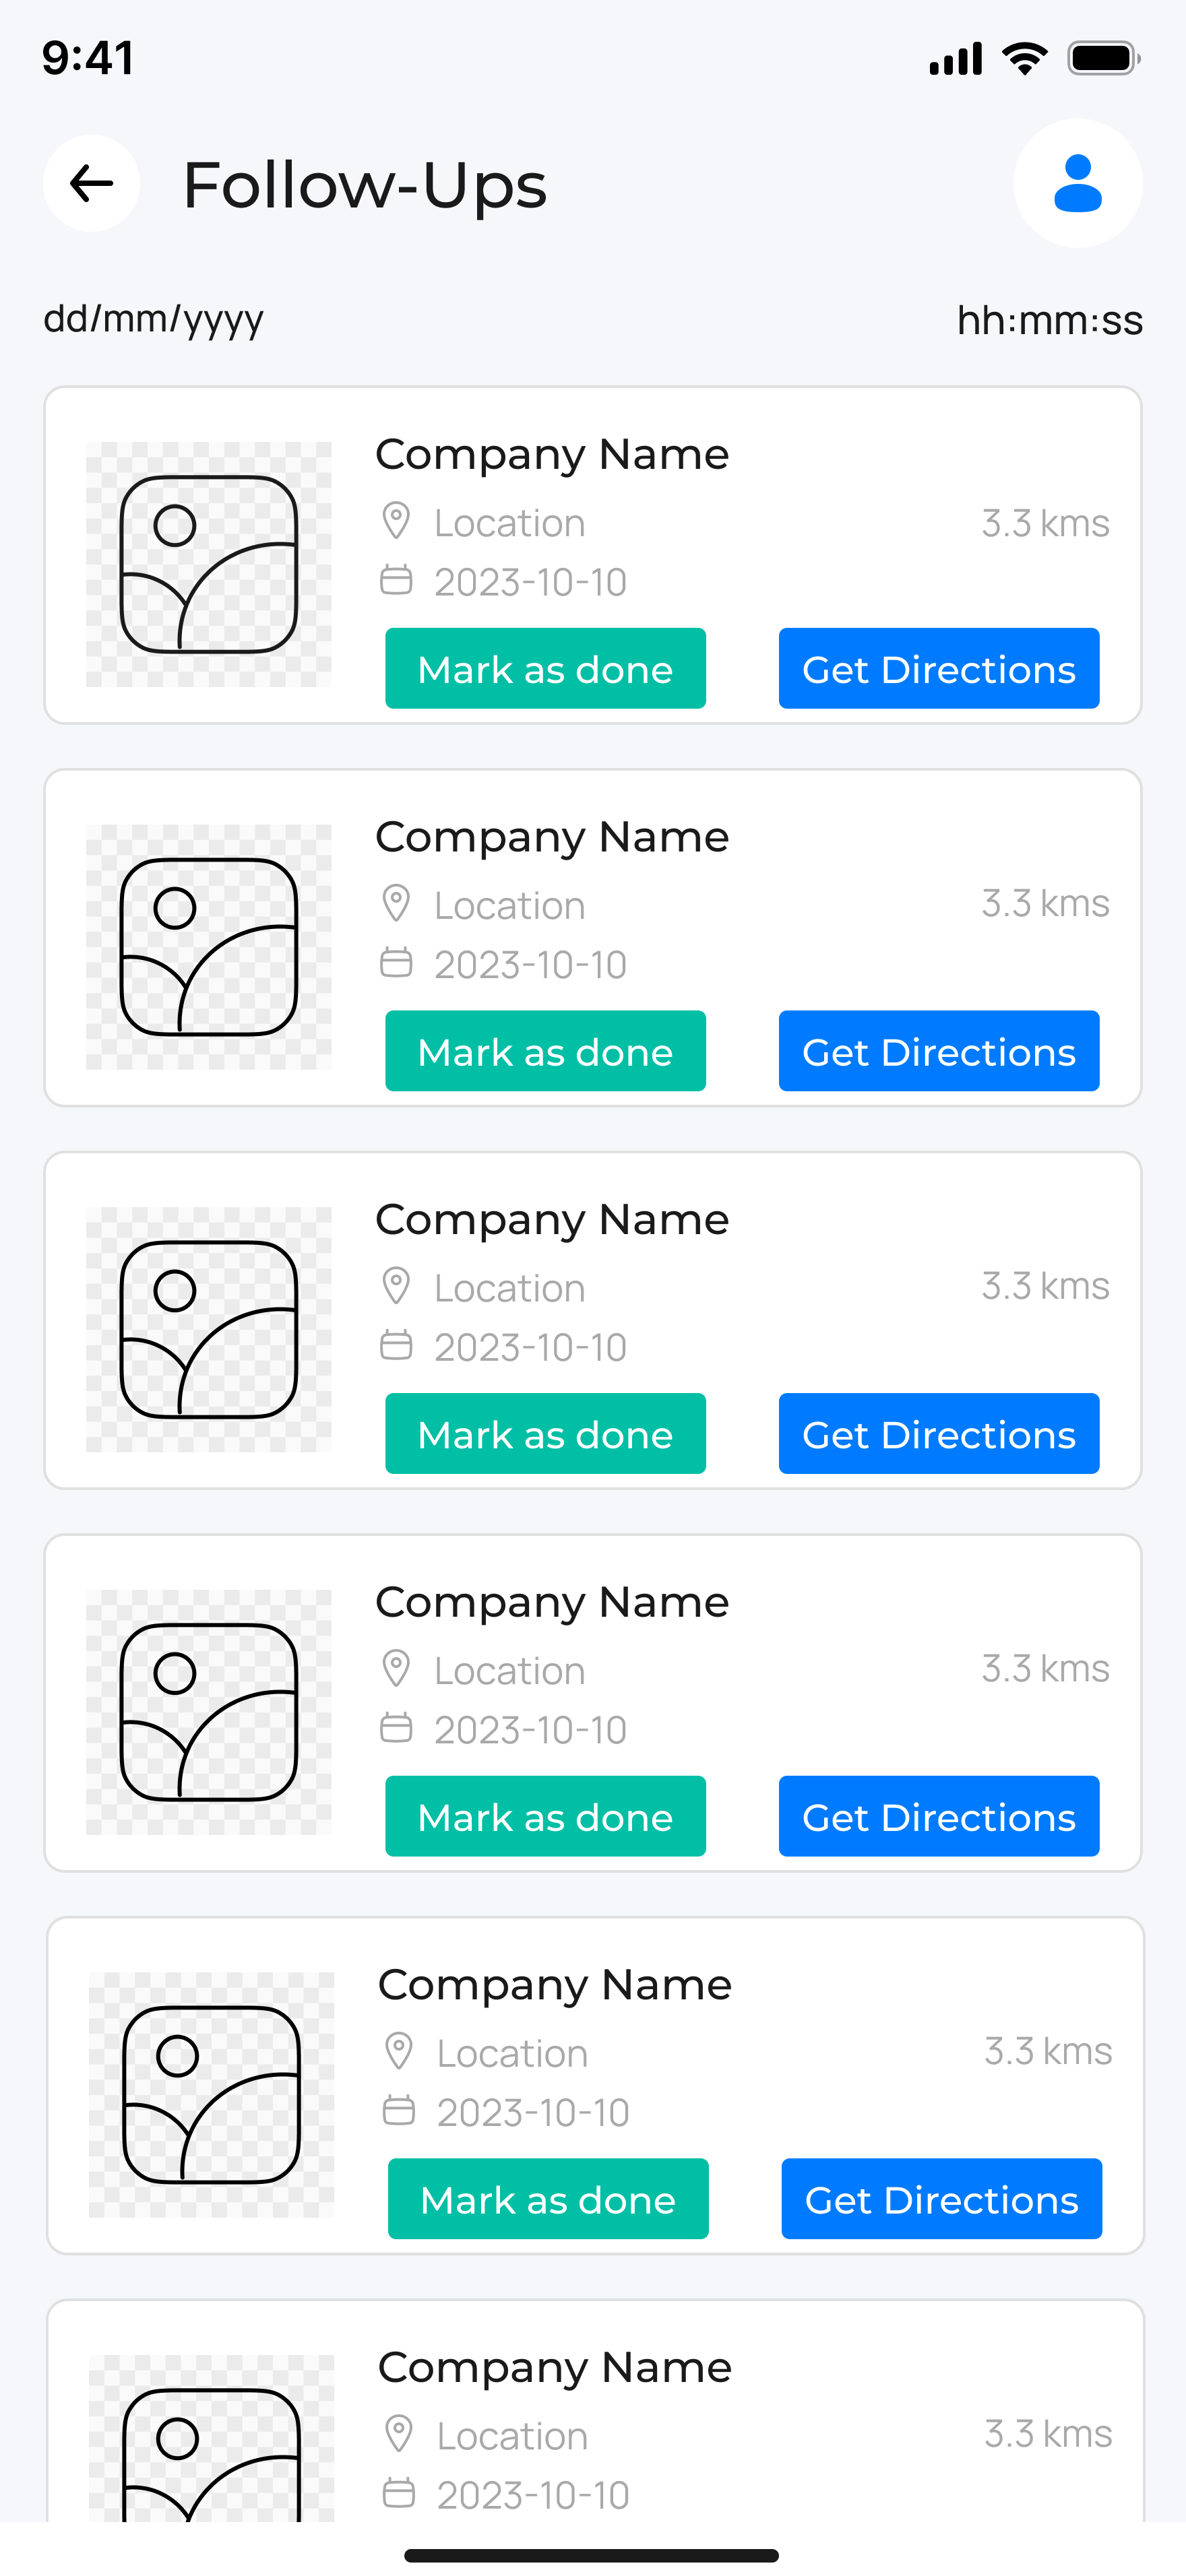 9:41
Follow-Ups
dd/mm/yyyy hh:mm:ss
Company Name
Location 3.3 kms
2023-10-10
Mark as done Get Directions
Company Name
Location 3.3 kms
2023-10-10
Mark as done Get Directions
Company Name
Location 3.3 kms
2023-10-10
Mark as done Get Directions
Company Name
Location 3.3 kms
2023-10-10
Mark as done Get Directions
Company Name
Location 3.3 kms
2023-10-10
Mark as done Get Directions
Company Name
Location 3.3 kms
2023-10-10